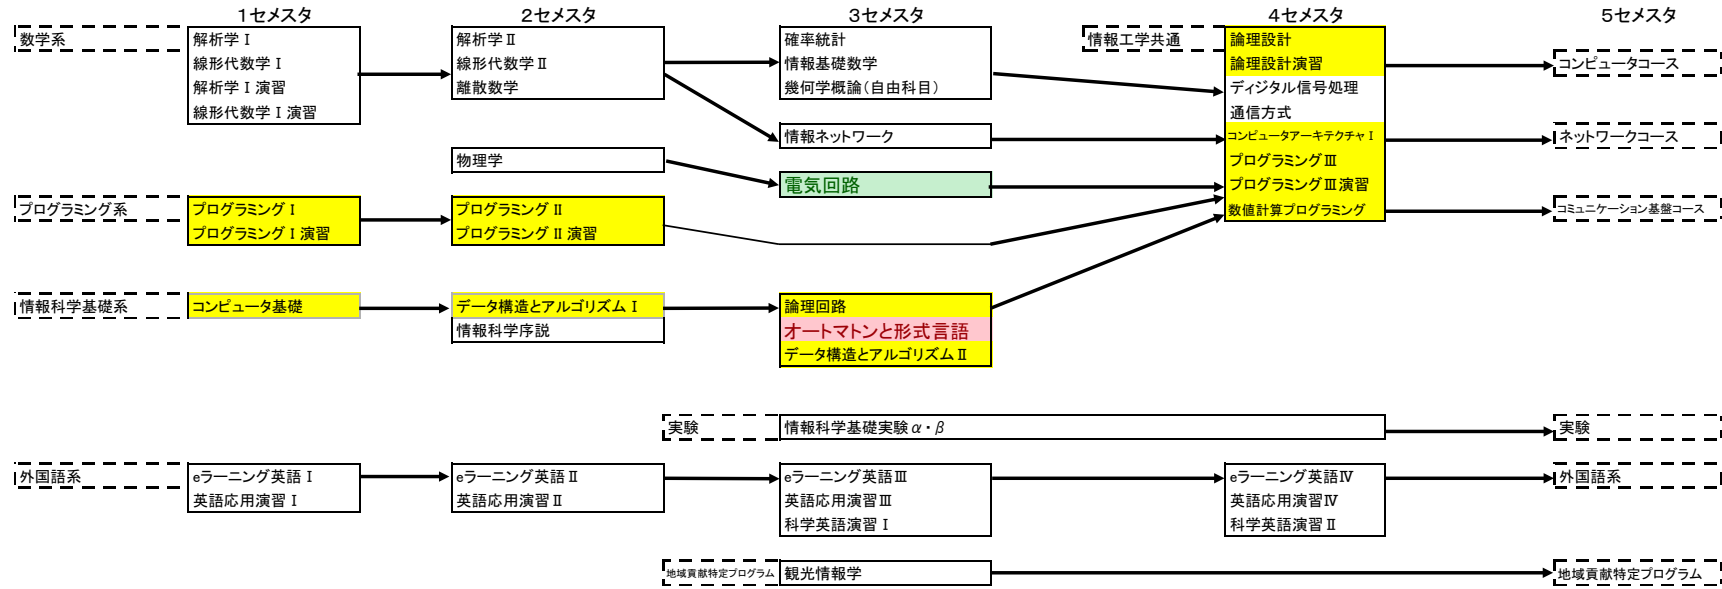 1セメスタ
2セメスタ
3セメスタ
4セメスタ
5セメスタ
数学系
解析学Ⅰ
線形代数学Ⅰ
解析学Ⅰ演習
線形代数学Ⅰ演習
解析学Ⅱ
線形代数学Ⅱ
離散数学
確率統計
情報基礎数学
幾何学概論(自由科目)
情報工学共通
論理設計
論理設計演習
ディジタル信号処理
通信方式
コンピュータアーキテクチャⅠ
プログラミングⅢ
プログラミングⅢ演習
数値計算プログラミング
コンピュータコース
情報ネットワーク
ネットワークコース
物理学
電気回路
プログラミング系
プログラミングⅠ
プログラミングⅠ演習
プログラミングⅡ
プログラミングⅡ演習
コミュニケーション基盤コース
情報科学基礎系
コンピュータ基礎
データ構造とアルゴリズムⅠ
情報科学序説
論理回路
オートマトンと形式言語
データ構造とアルゴリズムⅡ
実験
情報科学基礎実験α・β
実験
外国語系
eラーニング英語Ⅰ
英語応用演習Ⅰ
eラーニング英語Ⅱ
英語応用演習Ⅱ
eラーニング英語Ⅲ
英語応用演習Ⅲ
科学英語演習Ⅰ
eラーニング英語Ⅳ
英語応用演習Ⅳ
科学英語演習Ⅱ
外国語系
地域貢献特定プログラム
観光情報学
地域貢献特定プログラム